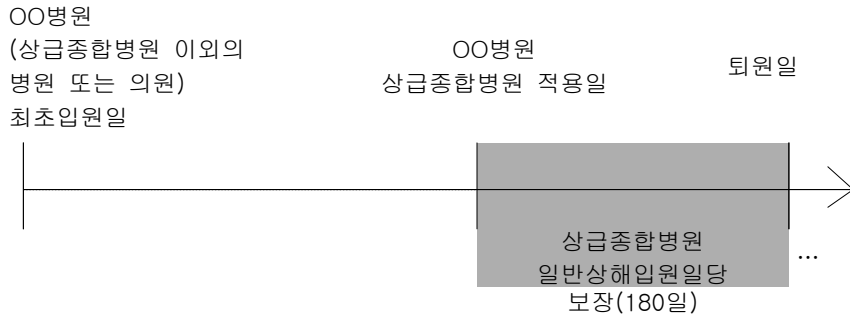 OO병원
(상급종합병원 이외의
병원 또는 의원)
최초입원일
OO병원
상급종합병원 적용일
퇴원일
상급종합병원
일반상해입원일당
보장(180일)
...